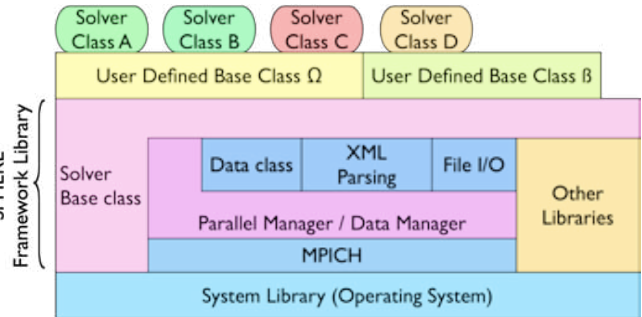 Solver
Class A
Solver
Class B
Solver
Class C
Solver
Class D
User Defined Base Class Ω
User Defined Base Class ß
Framework Library
Solver
Base class
Data class
XML
Parsing
File I/O
Other
Libraries
Parallel Manager / Data Manager
MPICH
System Library (Operating System)